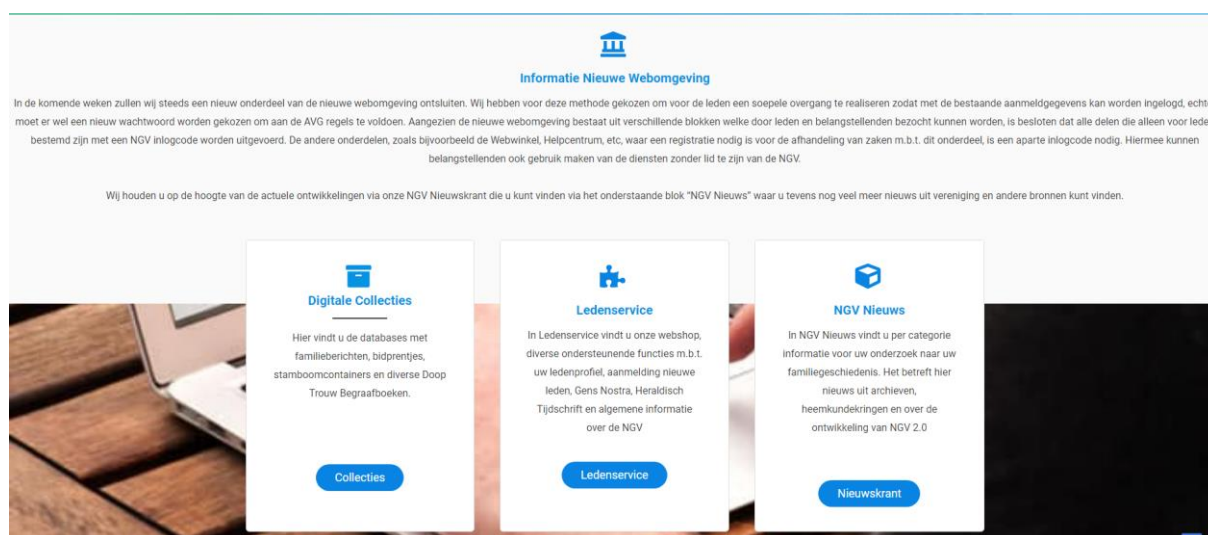 Informatie Nieuwe Webomgeving
In de komende weken zullen wij steeds een nieuw onderdeel van de nieuwe webomgeving ontsluiten. Wij hebben voor deze methode gekozen om voor de leden een soepele overgang te realiseren zodat met de bestaande aanmeldgegevens kan worden ingelogd, echt
moet er wel een nieuw wachtwoord worden gekozen om aan de AVG regels te voldoen. Aangezien de nieuwe webomgeving bestaat uit verschillende blokken welke door leden en belangstellenden bezocht kunnen worden, is besloten dat alle delen die alleen voor lede
bestemd zijn met een NGV inlogcode worden uitgevoerd. De andere onderdelen, zoals bijvoorbeeld de Webwinkel, Helpcentrum, etc, waar een registratie nodig is voor de afhandeling van zaken m.b.t. dit onderdeel, is een aparte inlogcode nodig. Hiermee kunnen
belangstellenden ook gebruik maken van de diensten zonder lid te zijn van de NGV.
Wij houden u op de hoogte van de actuele ontwikkelingen via onze NGV Nieuwskrant die u kunt vinden via het onderstaande blok "NGV Nieuws" waar u tevens nog veel meer nieuws uit vereniging en andere bronnen kunt vinden.
Digitale Collecties
Hier vindt u de databases met
familieberichten, bidprentjes,
stamboomcontainers en diverse Doop
Trouw Begraafboeken.
Collecties
Ledenservice
In Ledenservice vindt u onze webshop,
diverse ondersteunende functies m.b.t.
uw ledenprofiel, aanmelding nieuwe
leden, Gens Nostra, Heraldisch
Tijdschrift en algemene informatie
over de NGV
Ledenservice
NGV Nieuws
In NGV Nieuws vindt u per categorie
informatie voor uw onderzoek naar uw
familiegeschiedenis. Het betreft hier
nieuws uit archieven,
heemkundekringen en over de
ontwikkeling van NGV 2.0
Nieuwskrant